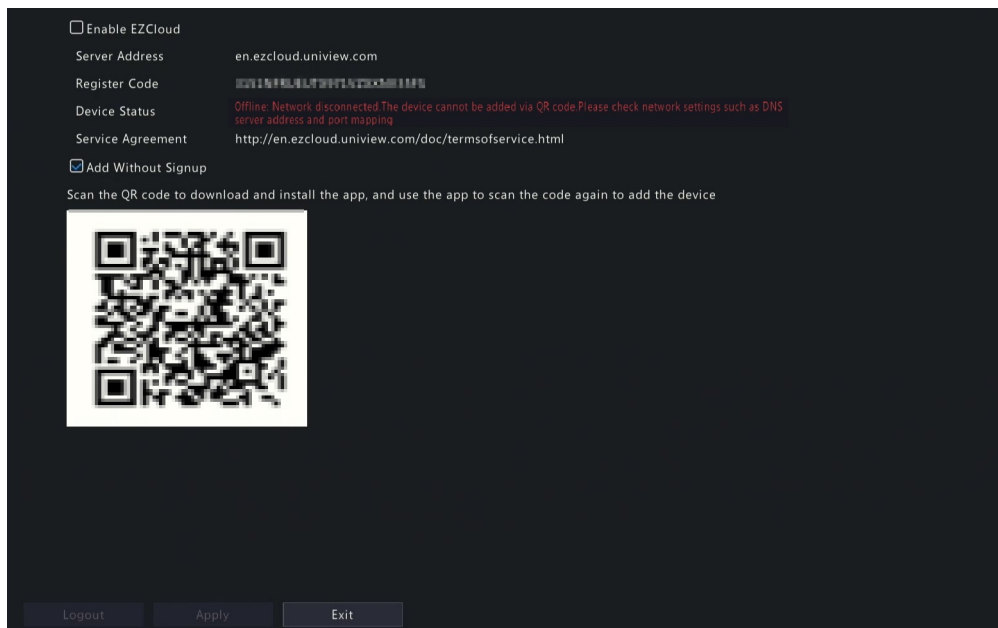 Enable EZCloud
Server Address en.ezcloud.uniview.com
Register Code
Device Status Offline: Network disconnected.The device cannot be added via QR code.Please check network settings such as DNS
server address and port mapping
Service Agreement http://en.ezcloud.uniview.com/doc/termsofservice.html
Add Without Signup
Scan the QR code to download and install the app, and use the app to scan the code again to add the device
Logout Apply Exit